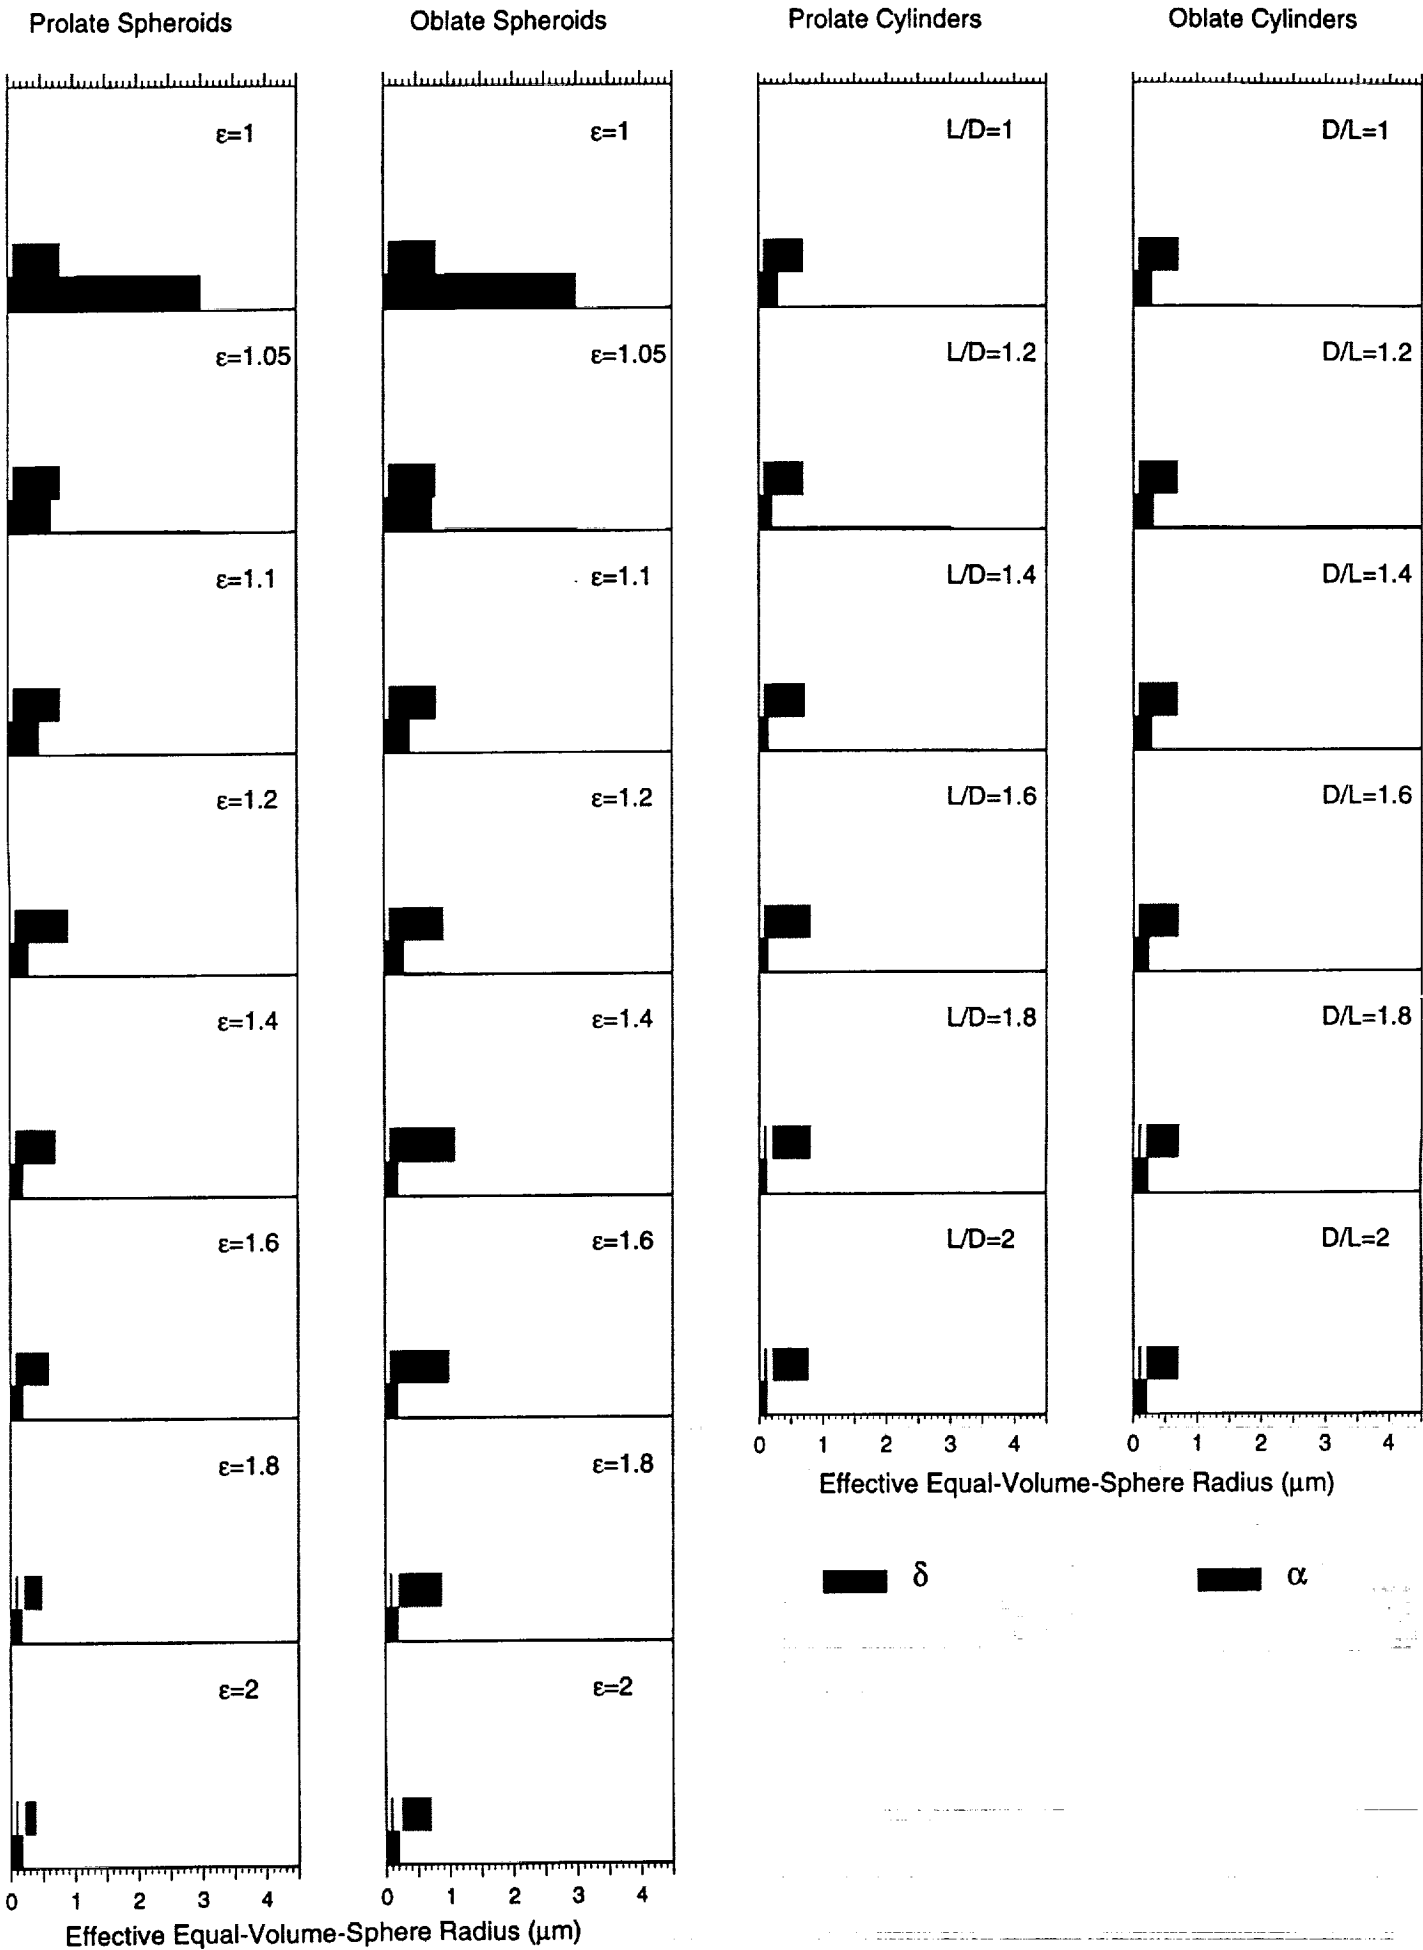 Prolate Spheroids
Oblate Spheroids
Prolate Cylinders
Oblate Cylinders
ε=1
ε=1
L/D=1
D/L=1
ε=1.05
ε=1.05
L/D=1.2
D/L=1.2
ε=1.1
ε=1.1
L/D=1.4
D/L=1.4
ε=1.2
ε=1.2
L/D=1.6
D/L=1.6
ε=1.4
ε=1.4
L/D=1.8
D/L=1.8
ε=1.6
ε=1.6
L/D=2
D/L=2
0 1 2 3 4
0 1 2 3 4
ε=1.8
ε=1.8
Effective Equal-Volume-Sphere Radius (μm)
δ
α
ε=2
ε=2
0 1 2 3 4
0 1 2 3 4
Effective Equal-Volume-Sphere Radius (μm)